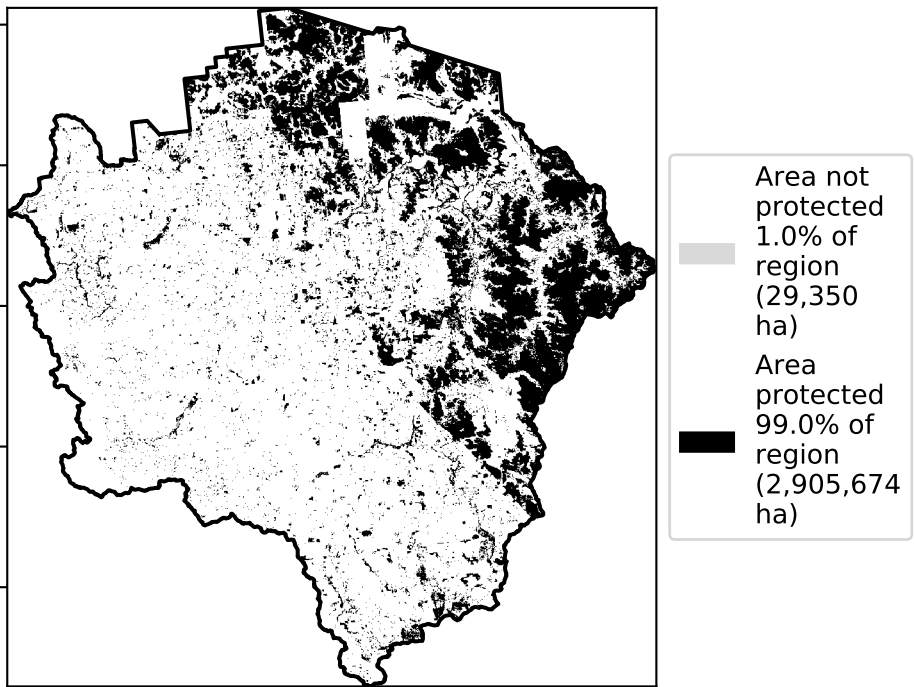 Area not
protected
1.0% of
region
(29,350
ha)
Area
protected
99.0% of
region
(2,905,674
ha)